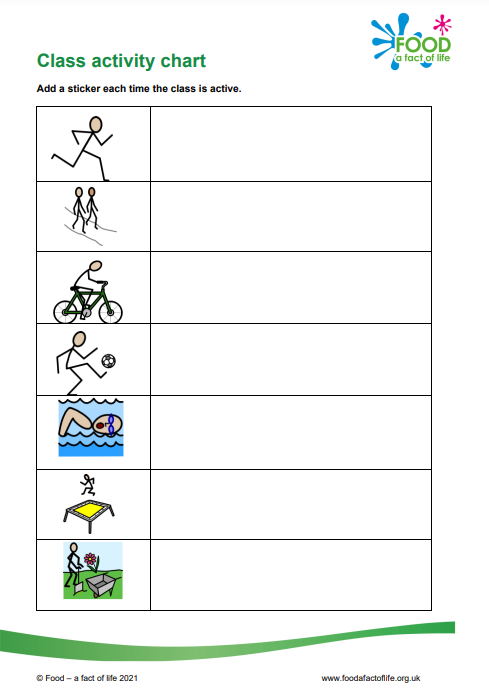 FOOD
a fact of life
Class activity chart
Add a sticker each time the class is active.
© Food – a fact of life 2021
www.foodafactoflife.org.uk